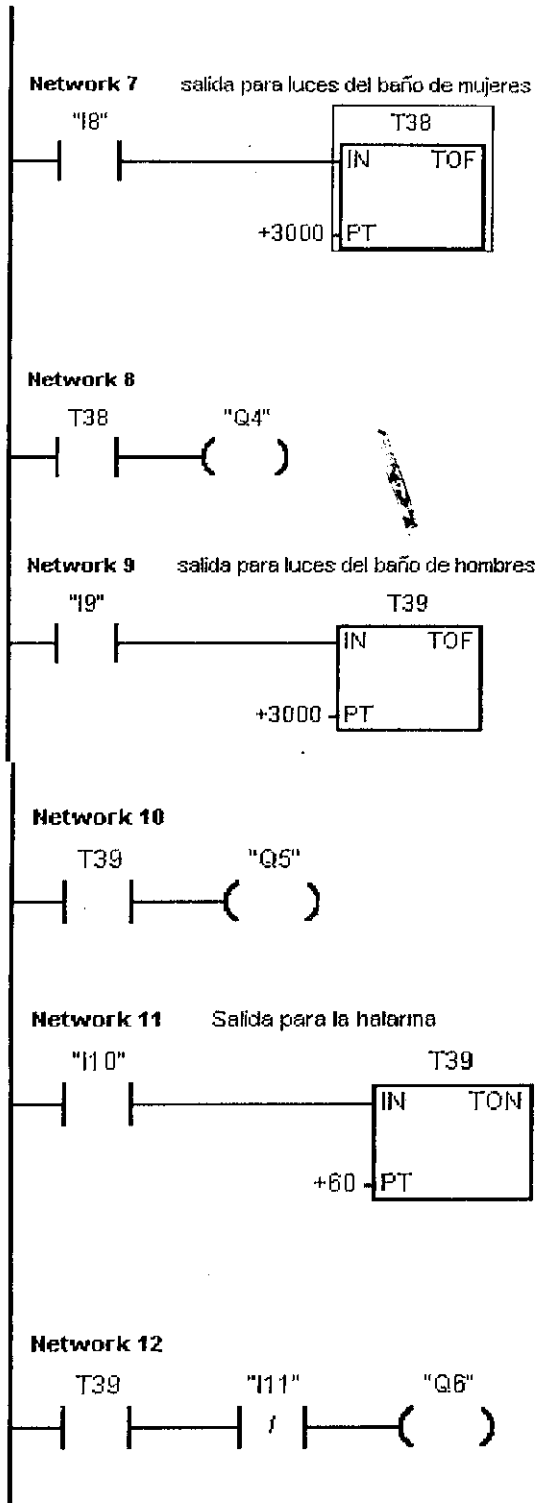 Network 7 salida para luces del baño de mujeres
"I8"
T38
IN TOF
+3000 PT
Network 8
T38 "Q4"
Network 9 salida para luces del baño de hombres
"I9"
T39
IN TOF
+3000 PT
Network 10
T39 "Q5"
Network 11 Salida para la halarma
"I10"
T39
IN TON
+60 PT
Network 12
T39 "I11" "Q6"
/